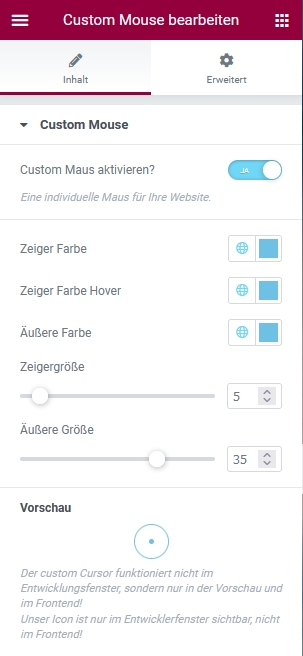 Custom Mouse bearbeiten
Inhalt
Erweitert
Custom Mouse
Custom Maus aktivieren?
JA
Eine individuelle Maus für Ihre Website.
Zeiger Farbe
Zeiger Farbe Hover
Äußere Farbe
Zeigergröße
5
Äußere Größe
35
Vorschau
Der custom Cursor funktioniert nicht im
Entwicklungsfenster, sondern nur in der Vorschau und
im Frontend!
Unser Icon ist nur im Entwicklerfenster sichtbar, nicht
im Frontend!